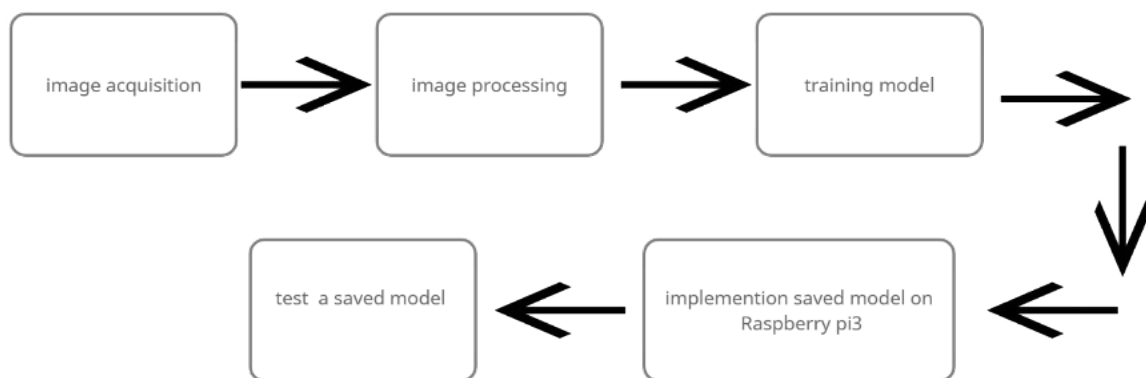 image acquisition
image processing
training model
implemention saved model on
Raspberry pi3
test a saved model